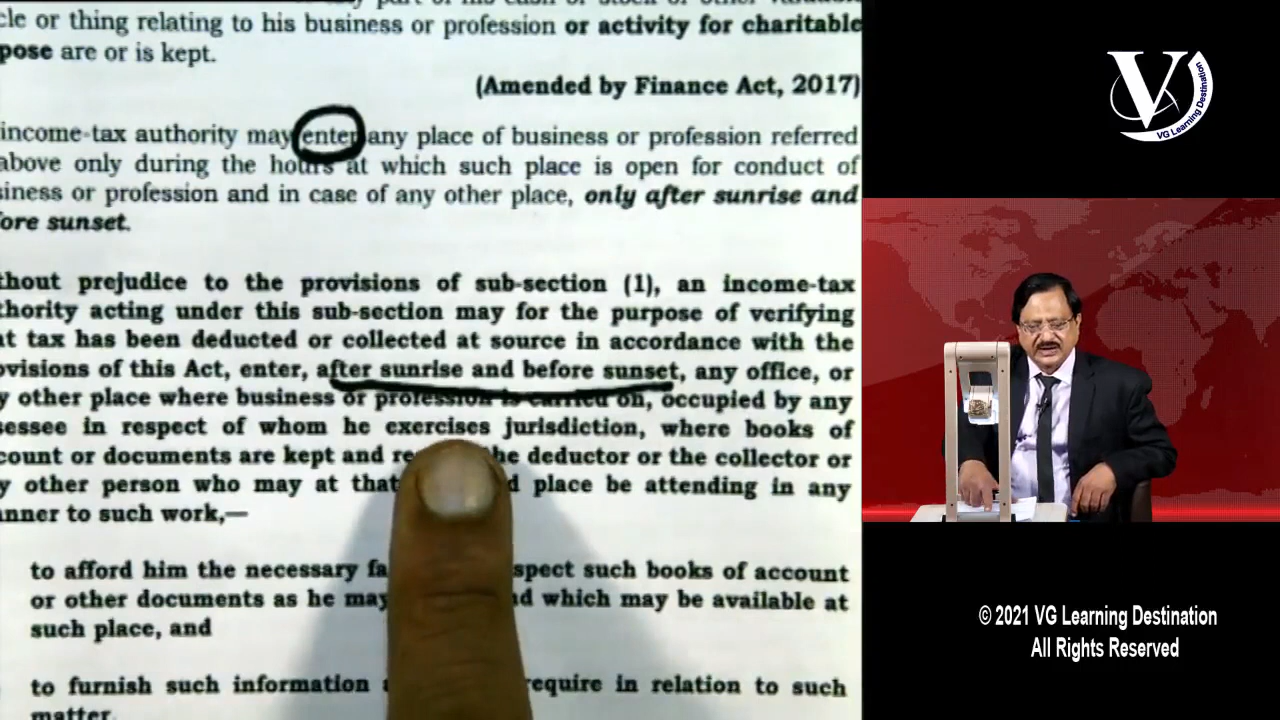 cle or thing relating to his business or profession or activity for charitable
pose are or is kept.
(Amended by Finance Act, 2017)
income-tax authority may enter any place of business or profession referred
above only during the hours at which such place is open for conduct of
siness or profession and in case of any other place, only after sunrise and
ore sunset.
thout prejudice to the provisions of sub-section (1), an income-tax
thority acting under this sub-section may for the purpose of verifying
at tax has been deducted or collected at source in accordance with the
ovisions of this Act, enter, after sunrise and before sunset, any office, or
y other place where business or profession is carried on, occupied by any
sessee in respect of whom he exercises jurisdiction, where books of
count or documents are kept and re he deductor or the collector or
y other person who may at that d place be attending in any
anner to such work,—
to afford him the necessary fa spect such books of account
or other documents as he may d which may be available at
such place, and
to furnish such information equire in relation to such
matter.
V
VG Learning Destination
© 2021 VG Learning Destination
All Rights Reserved